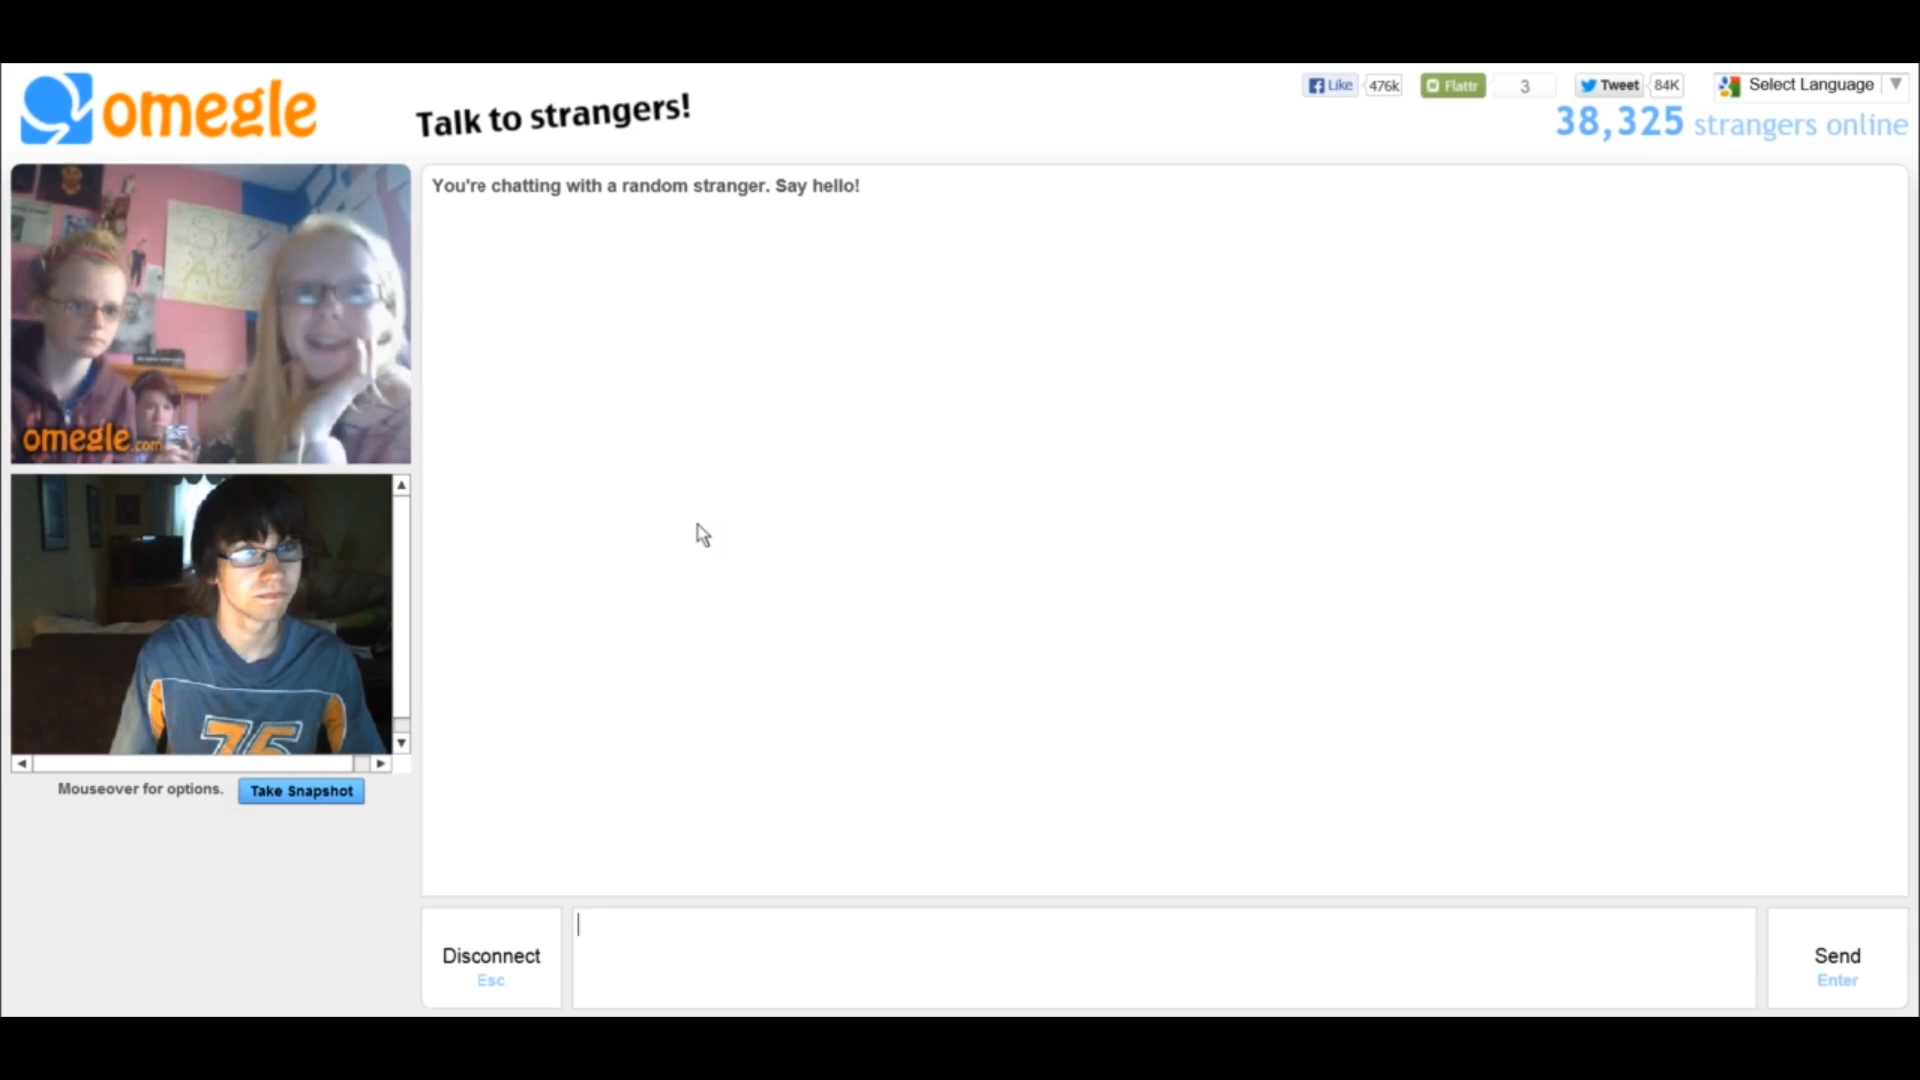 omegle
Talk to strangers!
Like 476k
Flattr 3
Tweet 84K
Select Language
38,325 strangers online
You're chatting with a random stranger. Say hello!
omegle.com
75
Mouseover for options.
Take Snapshot
Disconnect
Esc
Send
Enter